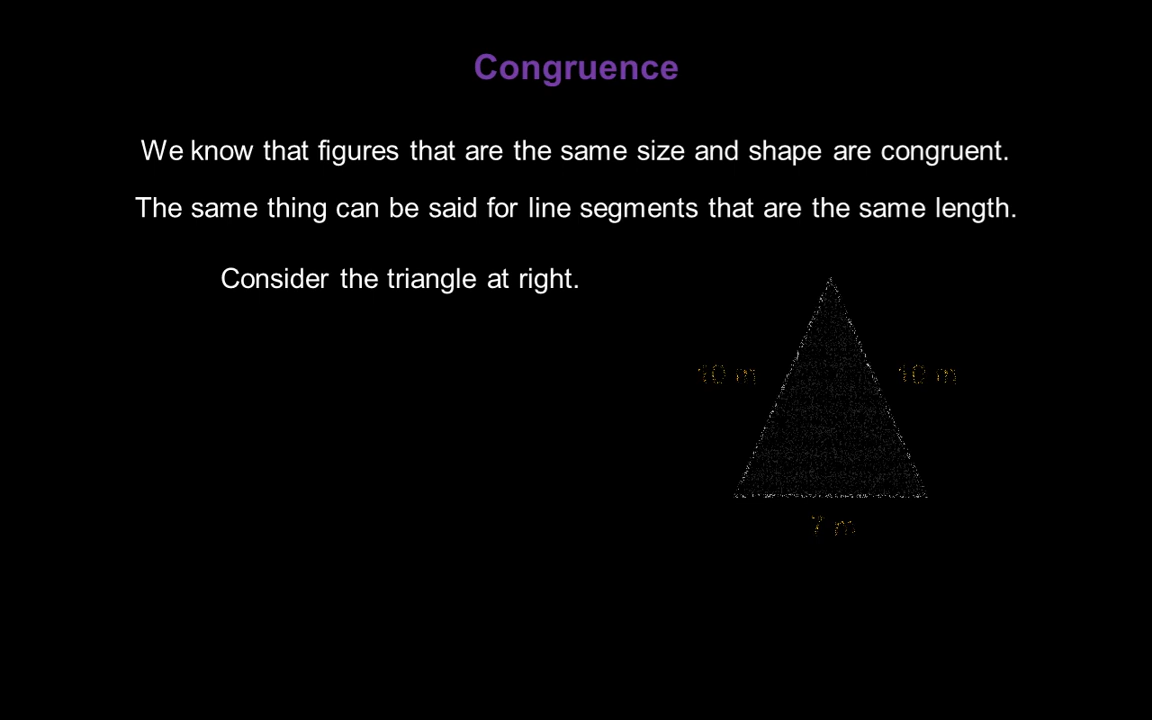 Congruence
We know that figures that are the same size and shape are congruent.
The same thing can be said for line segments that are the same length.
Consider the triangle at right.
10 m
10 m
7 m